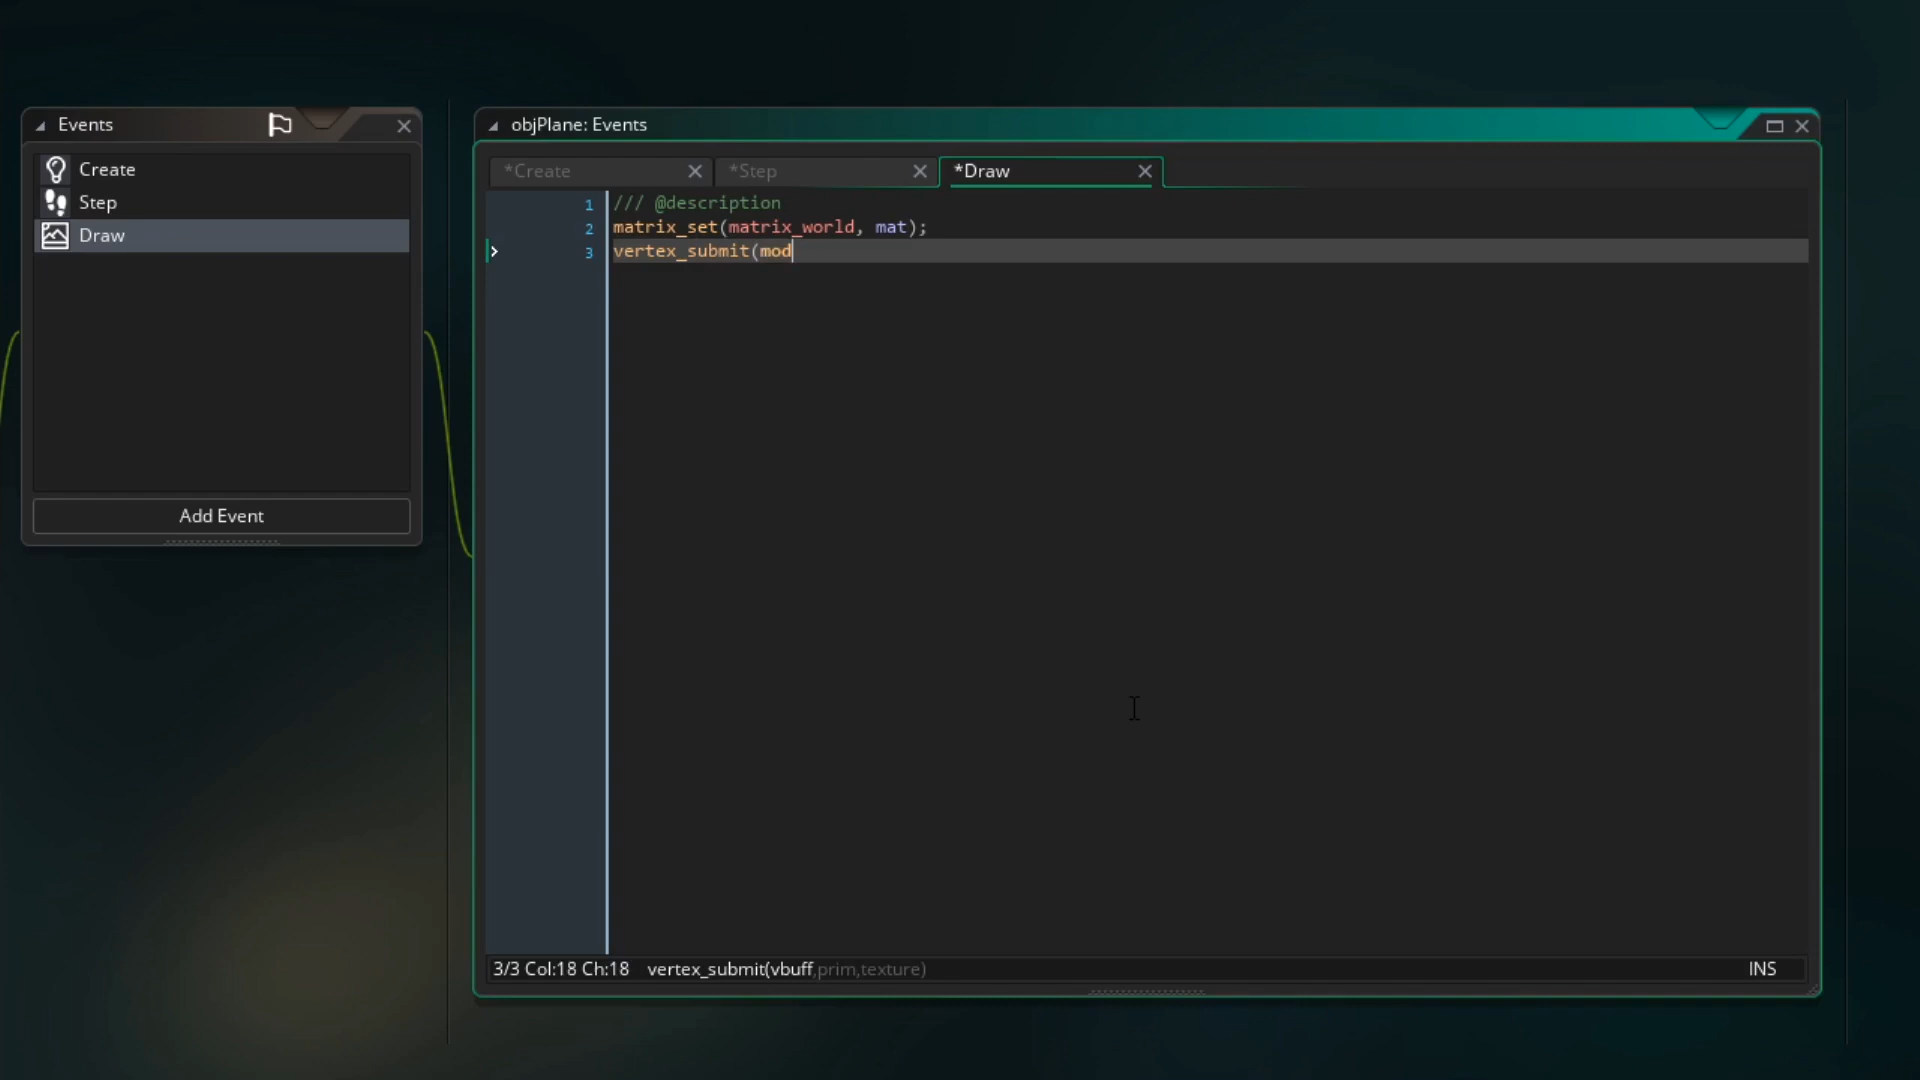 Events
Create
Step
Draw
Add Event
objPlane: Events
*Create
*Step
*Draw
1 /// @description
2 matrix_set(matrix_world, mat);
3 vertex_submit(mod
3/3 Col:18 Ch:18 vertex_submit(vbuff,prim,texture) INS